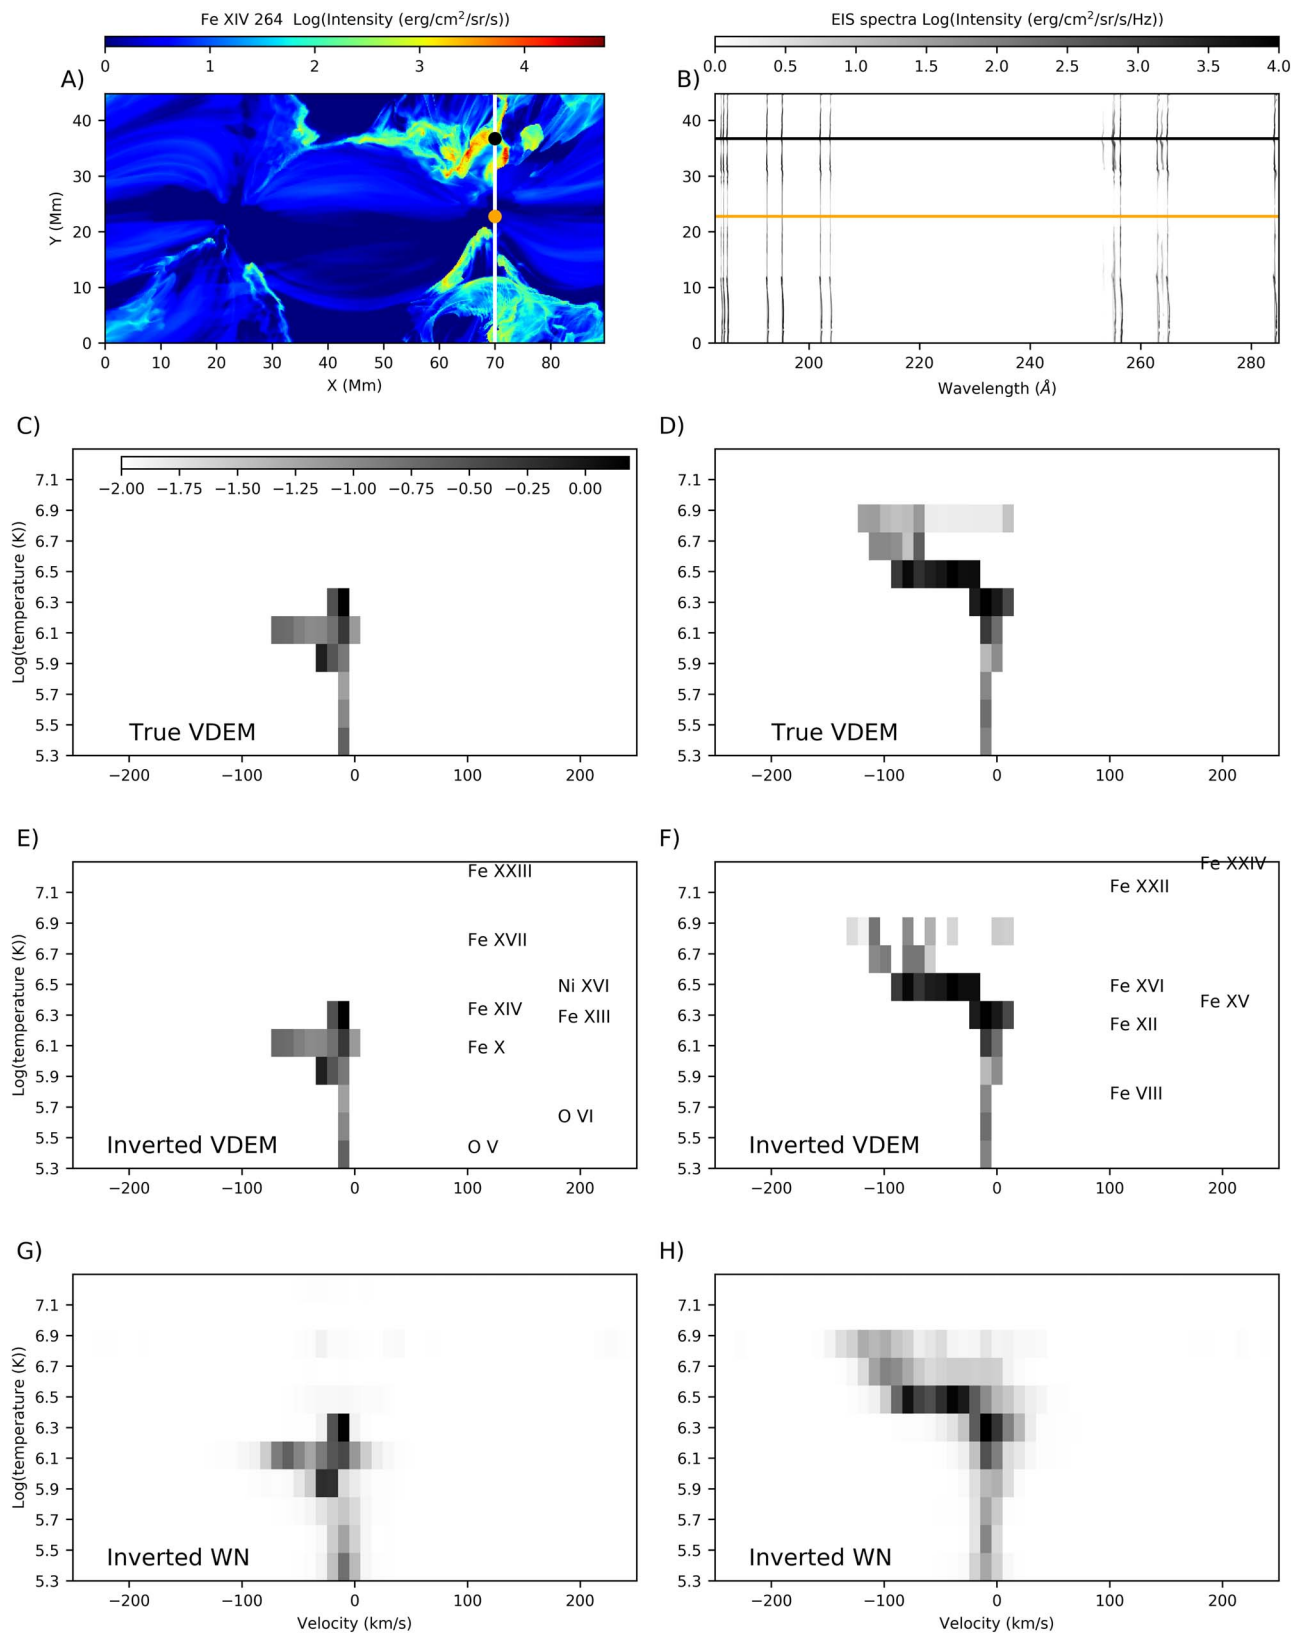 Fe XIV 264 Log(Intensity (erg/cm²/sr/s))
0 1 2 3 4
A)
40
30
20
10
0
Y (Mm)
0 10 20 30 40 50 60 70 80
X (Mm)
EIS spectra Log(Intensity (erg/cm²/sr/s/Hz))
0.0 0.5 1.0 1.5 2.0 2.5 3.0 3.5 4.0
B)
40
30
20
10
0
200 220 240 260 280
Wavelength (Å)
C)
−2.00 −1.75 −1.50 −1.25 −1.00 −0.75 −0.50 −0.25 0.00
7.1
6.9
6.7
6.5
6.3
6.1
5.9
5.7
5.5
5.3
Log(temperature (K))
True VDEM
−200 −100 0 100 200
D)
7.1
6.9
6.7
6.5
6.3
6.1
5.9
5.7
5.5
5.3
True VDEM
−200 −100 0 100 200
E)
7.1
6.9
6.7
6.5
6.3
6.1
5.9
5.7
5.5
5.3
Log(temperature (K))
Fe XXIII
Fe XVII
Ni XVI
Fe XIV
Fe XIII
Fe X
O VI
O V
Inverted VDEM
−200 −100 0 100 200
F)
7.1
6.9
6.7
6.5
6.3
6.1
5.9
5.7
5.5
5.3
Fe XXIV
Fe XXII
Fe XVI
Fe XV
Fe XII
Fe VIII
Inverted VDEM
−200 −100 0 100 200
G)
7.1
6.9
6.7
6.5
6.3
6.1
5.9
5.7
5.5
5.3
Log(temperature (K))
Inverted WN
−200 −100 0 100 200
Velocity (km/s)
H)
7.1
6.9
6.7
6.5
6.3
6.1
5.9
5.7
5.5
5.3
Inverted WN
−200 −100 0 100 200
Velocity (km/s)